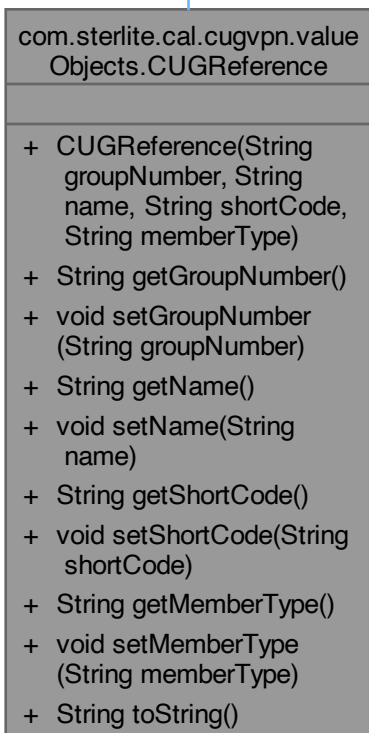 com.sterlite.cal.cugvpn.value
Objects.CUGReference
+ CUGReference(String
groupNumber, String
name, String shortCode,
String memberType)
+ String getGroupNumber()
+ void setGroupNumber
(String groupNumber)
+ String getName()
+ void setName(String
name)
+ String getShortCode()
+ void setShortCode(String
shortCode)
+ String getMemberType()
+ void setMemberType
(String memberType)
+ String toString()